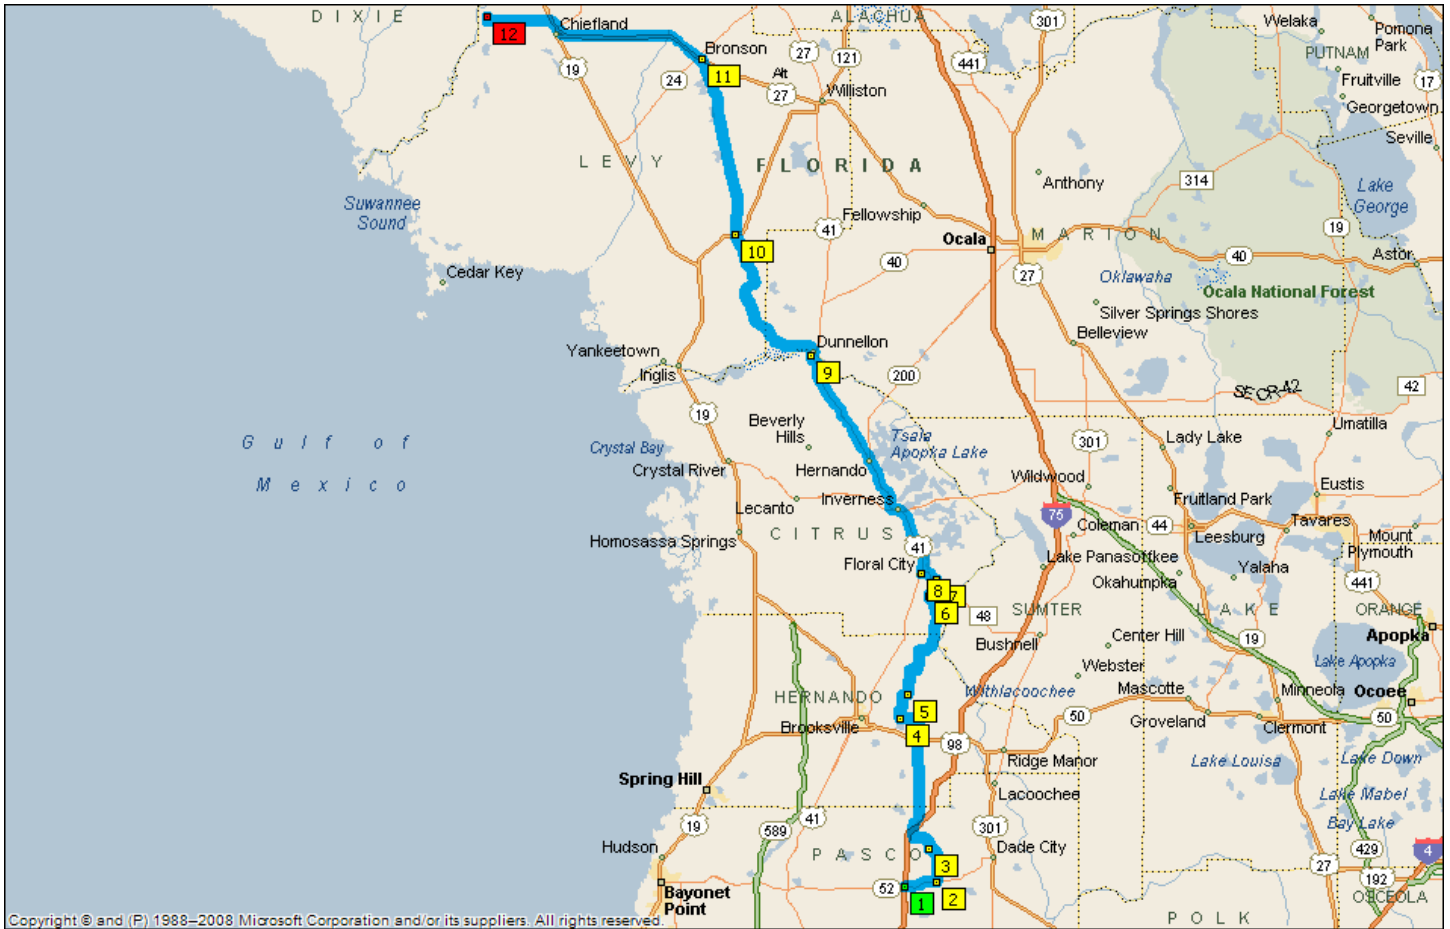 D I X I E
12
Chiefland
ALACHUA
301
Welaka
Pomona
Park
PUTNAM
Bronson
27
121
441
19
24
11
Alt
27
Williston
Fruitville
17
Georgetown
Seville
L E V Y
F L O R I D A
Anthony
314
Lake
George
Suwannee
Sound
Fellowship
41
19
Ocala
M A R I O N
10
40
27
40
Astor
Cedar Key
Oklawaha
Ocala National Forest
Silver Springs Shores
Belleview
Yankeetown
Inglis
Dunnellon
9
200
SE CR-42
42
19
Beverly
Hills
Tsala
Apopka Lake
301
Lady Lake
Umatilla
G u l f o f
M e x i c o
Crystal Bay
Crystal River
Hernando
Wildwood
Inverness
Lecanto
Fruitland Park
Eustis
75
Coleman
44
Tavares
Leesburg
Mount
Plymouth
C I T R U S
Homosassa Springs
41
Floral City
Lake Panasoffkee
Okahumpka
Yalaha
441
8
7
6
48
SUMTER
L A K E
ORANGE
Bushnell
Center Hill
19
Apopka
Webster
Lake Apopka
HERNANDO
Withlacoochee
Mascotte
Minneola
Ocoee
5
50
Groveland
50
Brooksville
4
98
Clermont
Ridge Manor
Lake Louisa
Lake Down
Spring Hill
Lacoochee
Lake Mabel
19
589
41
301
Bay Lake
Hudson
P A S C O
Dade City
429
4
3
27
192
52
Bayonet
Point
1
2
OSCEOLA
P O L K
Copyright © and (P) 1988–2008 Microsoft Corporation and/or its suppliers. All rights reserved.